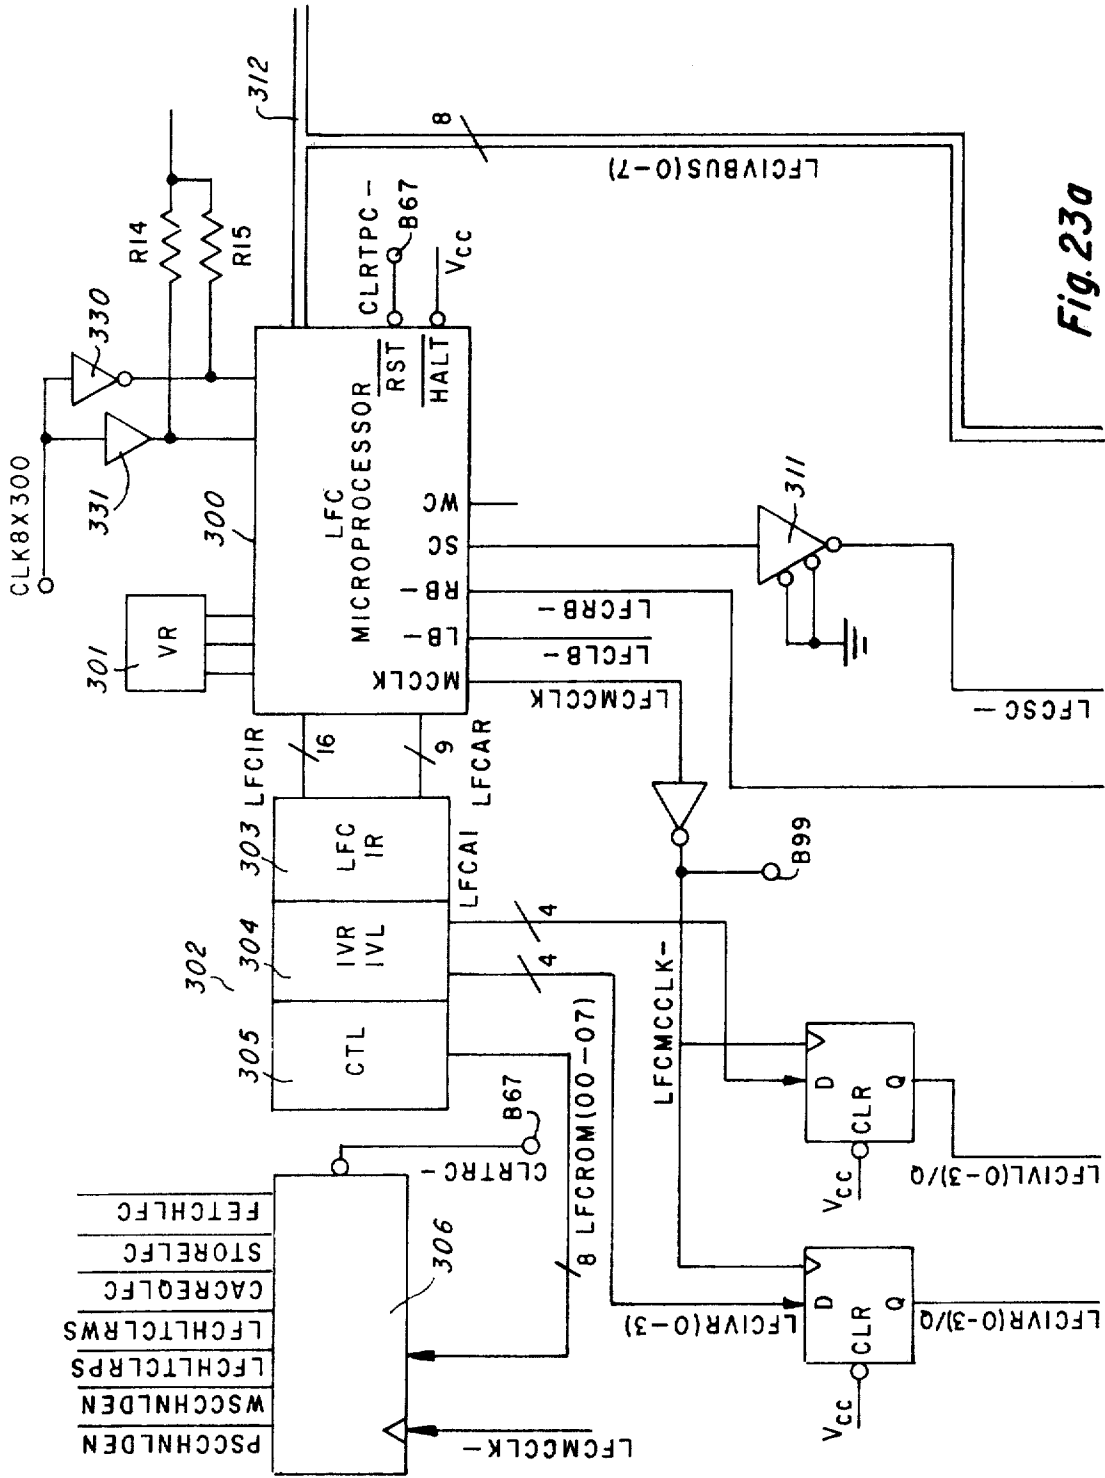 CLK8X300
330
331
R14
R15
312
301
VR
300
LFC
MICROPROCESSOR
RST
HALT
CLRTPC-
B67
Vcc
8
LFCIVBUS(0-7)
MCCLK
LB-
RB-
SC
WC
LFCMCCLK
LFCLB-
LFCRB-
311
LFCSC-
LFCIR
16
9
LFCAR
302
303
LFC
IR
304
IVR
IVL
305
CTL
LFCAI
4
4
B99
LFCMCCLK-
FETCHLFC
STORELFC
CACREQLFC
LFCHLTCLRWS
LFCHLTCLRPS
WSCCHNLDEN
PSCCHNLDEN
306
CLRTRC-
B67
8 LFCROM(00-07)
LFCMCCLK-
LFCIVR(0-3)
D
CLR
Q
Vcc
LFCIVL(0-3)/Q
D
CLR
Q
Vcc
LFCIVR(0-3)/Q
Fig. 23a